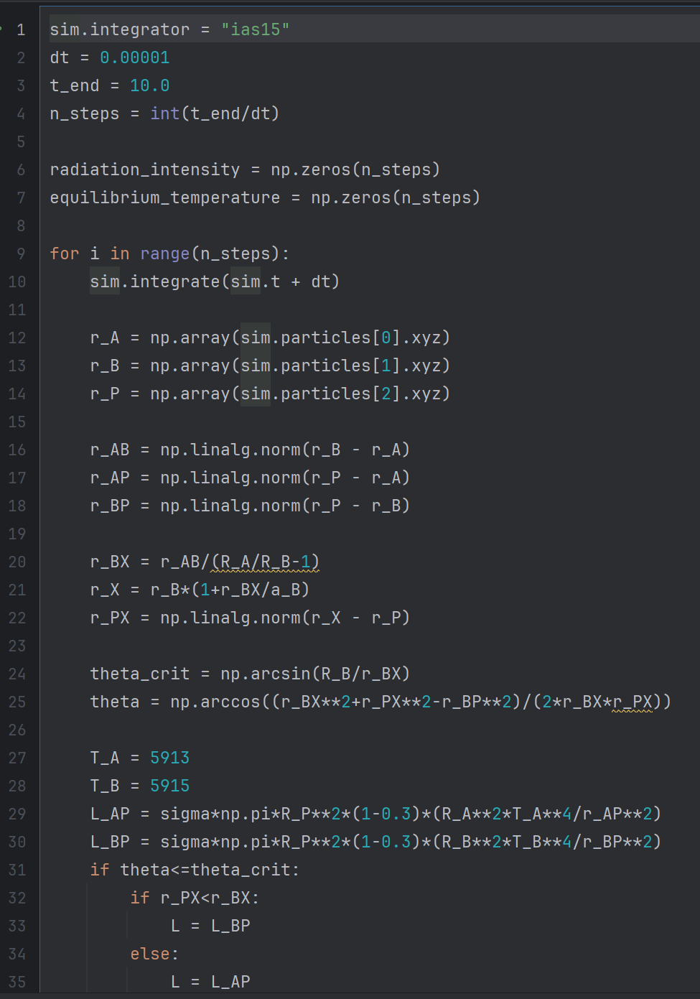 1 sim.integrator = "ias15"
2 dt = 0.00001
3 t_end = 10.0
4 n_steps = int(t_end/dt)
5
6 radiation_intensity = np.zeros(n_steps)
7 equilibrium_temperature = np.zeros(n_steps)
8
9 for i in range(n_steps):
10     sim.integrate(sim.t + dt)
11
12     r_A = np.array(sim.particles[0].xyz)
13     r_B = np.array(sim.particles[1].xyz)
14     r_P = np.array(sim.particles[2].xyz)
15
16     r_AB = np.linalg.norm(r_B - r_A)
17     r_AP = np.linalg.norm(r_P - r_A)
18     r_BP = np.linalg.norm(r_P - r_B)
19
20     r_BX = r_AB/(R_A/R_B-1)
21     r_X = r_B*(1+r_BX/a_B)
22     r_PX = np.linalg.norm(r_X - r_P)
23
24     theta_crit = np.arcsin(R_B/r_BX)
25     theta = np.arccos((r_BX**2+r_PX**2-r_BP**2)/(2*r_BX*r_PX))
26
27     T_A = 5913
28     T_B = 5915
29     L_AP = sigma*np.pi*R_P**2*(1-0.3)*(R_A**2*T_A**4/r_AP**2)
30     L_BP = sigma*np.pi*R_P**2*(1-0.3)*(R_B**2*T_B**4/r_BP**2)
31     if theta<=theta_crit:
32         if r_PX<r_BX:
33             L = L_BP
34         else:
35             L = L_AP